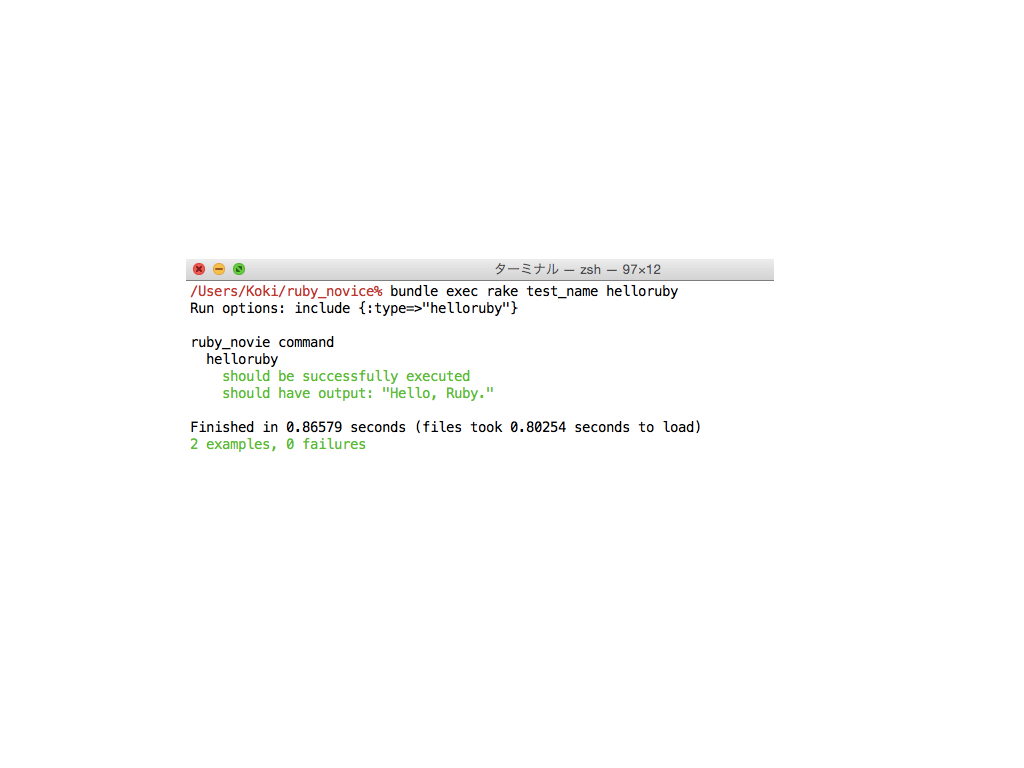 ターミナル — zsh — 97×12
/Users/Koki/ruby_novice% bundle exec rake test_name helloruby
Run options: include {:type=>"helloruby"}
ruby_novie command
helloruby
should be successfully executed
should have output: "Hello, Ruby."
Finished in 0.86579 seconds (files took 0.80254 seconds to load)
2 examples, 0 failures